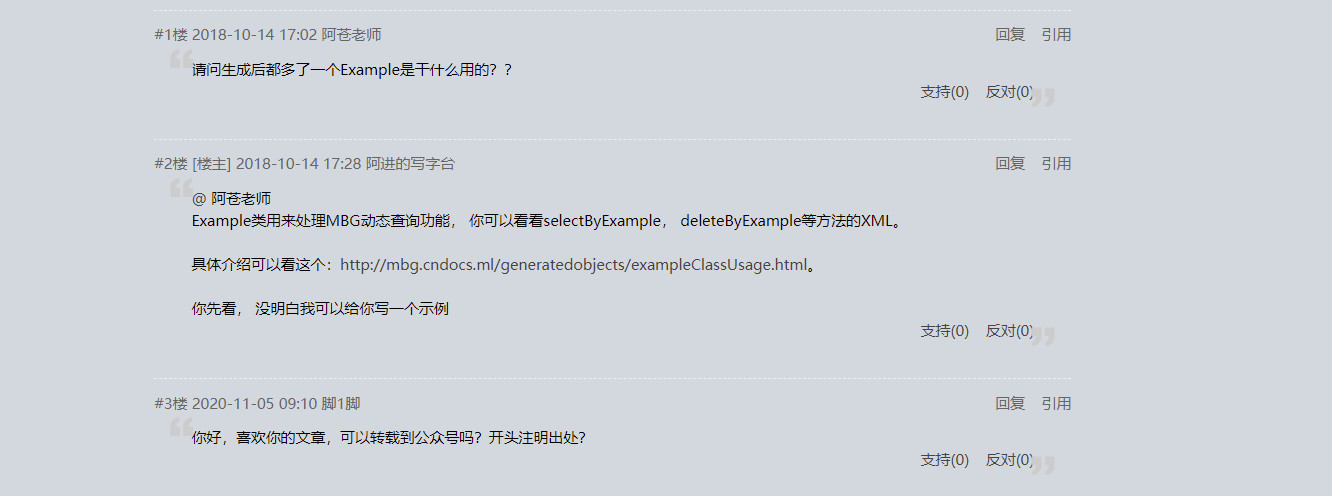 #1楼 2018-10-14 17:02 阿苍老师 回复 引用
请问生成后都多了一个Example是干什么用的？？
支持(0) 反对(0)
#2楼 [楼主] 2018-10-14 17:28 阿进的写字台 回复 引用
@ 阿苍老师
Example类用来处理MBG动态查询功能， 你可以看看selectByExample， deleteByExample等方法的XML。
具体介绍可以看这个：http://mbg.cndocs.ml/generatedobjects/exampleClassUsage.html。
你先看， 没明白我可以给你写一个示例
支持(0) 反对(0)
#3楼 2020-11-05 09:10 脚1脚 回复 引用
你好，喜欢你的文章，可以转载到公众号吗？开头注明出处？
支持(0) 反对(0)